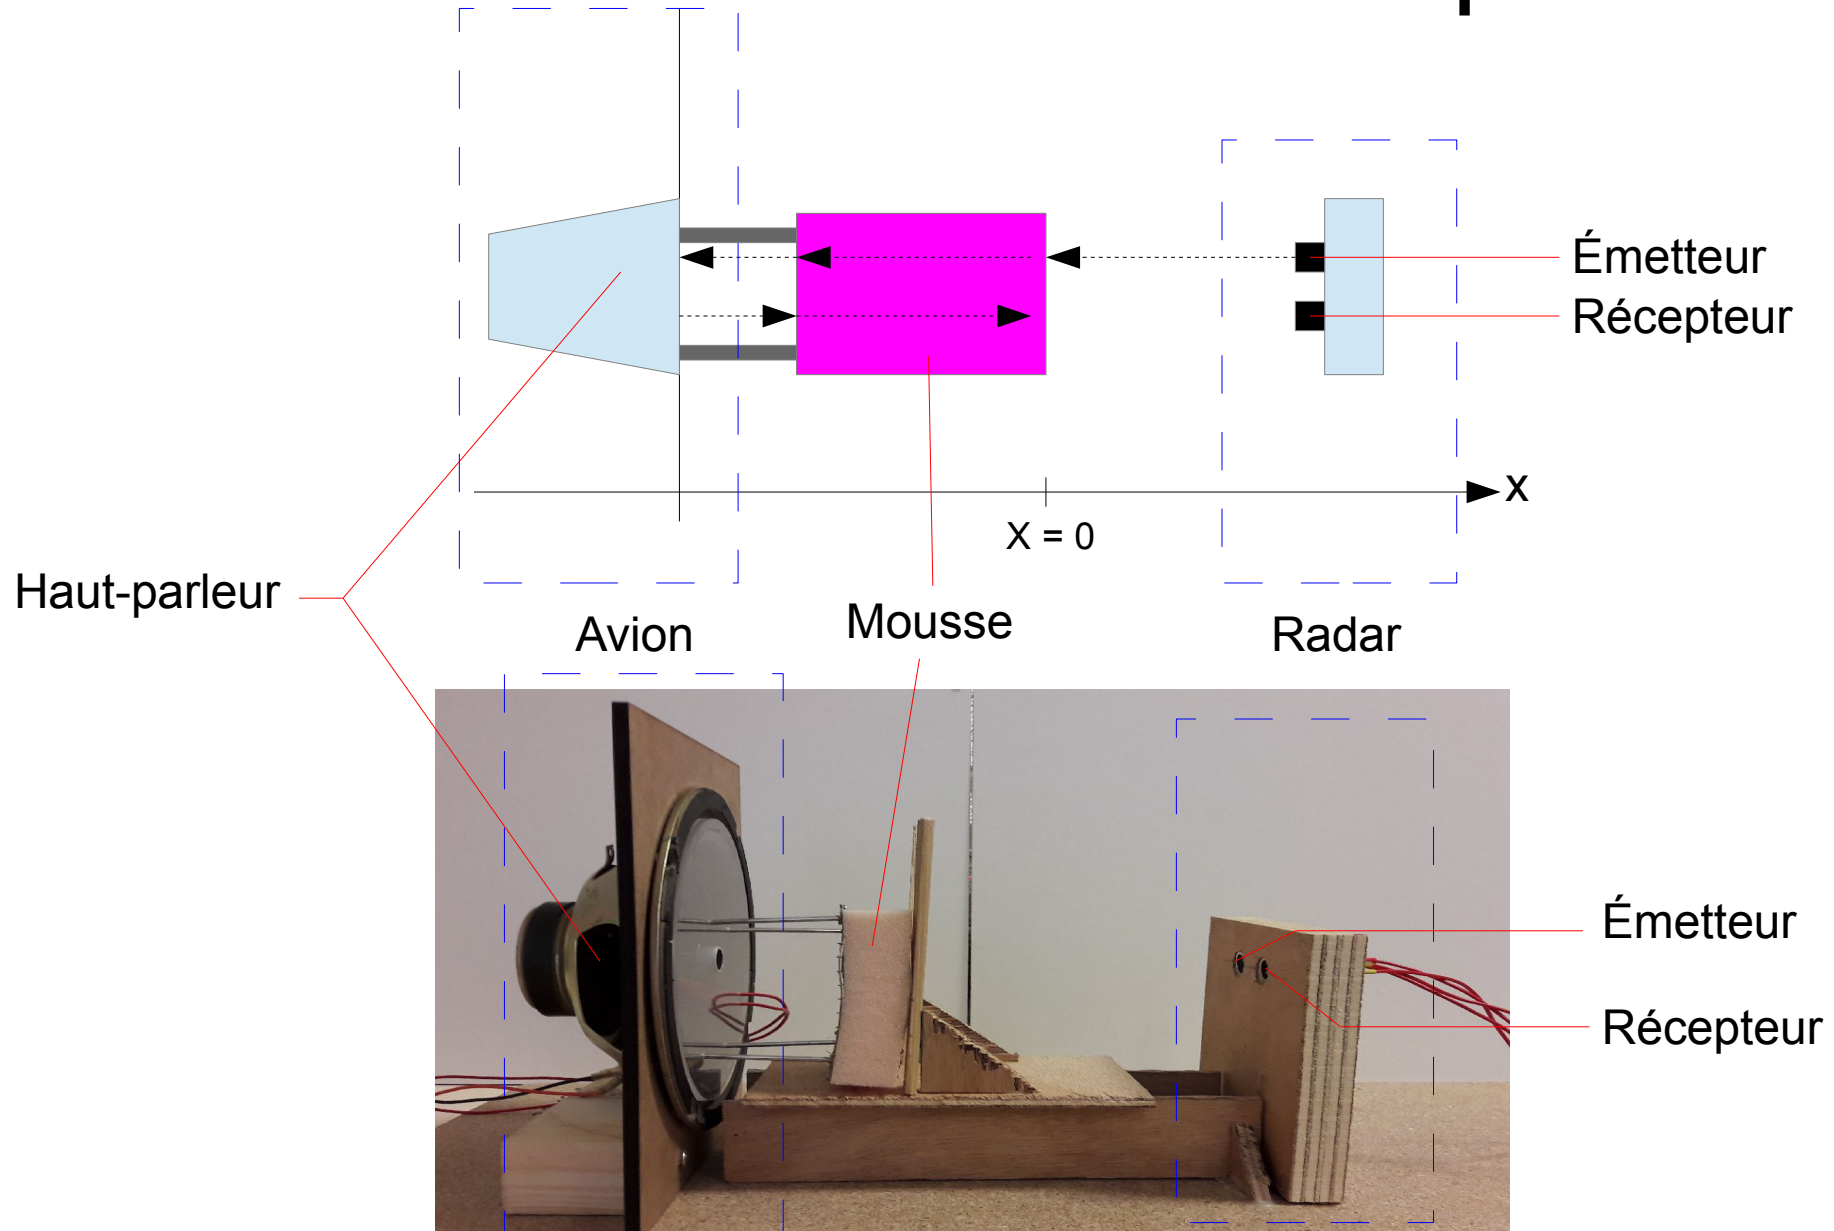 Émetteur
Récepteur
x
X = 0
Haut-parleur
Avion
Mousse
Radar
Émetteur
Récepteur